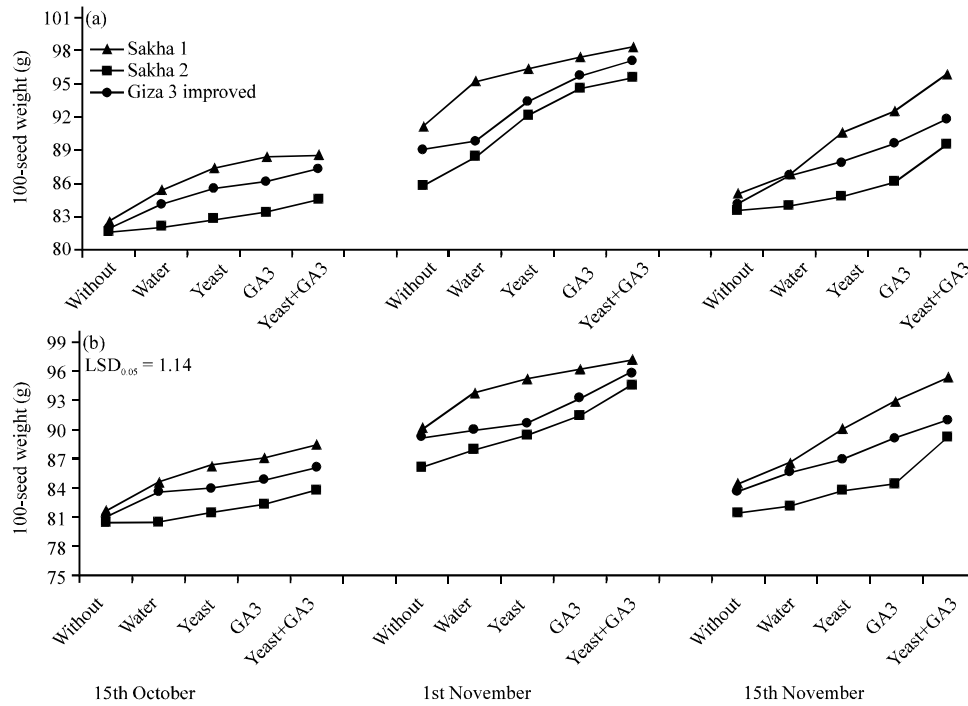 (a)
Sakha 1
Sakha 2
Giza 3 improved
100-seed weight (g)
101
98
95
92
89
86
83
80
Without Water Yeast GA3 Yeast+GA3 Without Water Yeast GA3 Yeast+GA3 Without Water Yeast GA3 Yeast+GA3
(b)
LSD0.05 = 1.14
100-seed weight (g)
99
96
93
90
87
84
81
78
75
Without Water Yeast GA3 Yeast+GA3 Without Water Yeast GA3 Yeast+GA3 Without Water Yeast GA3 Yeast+GA3
15th October 1st November 15th November